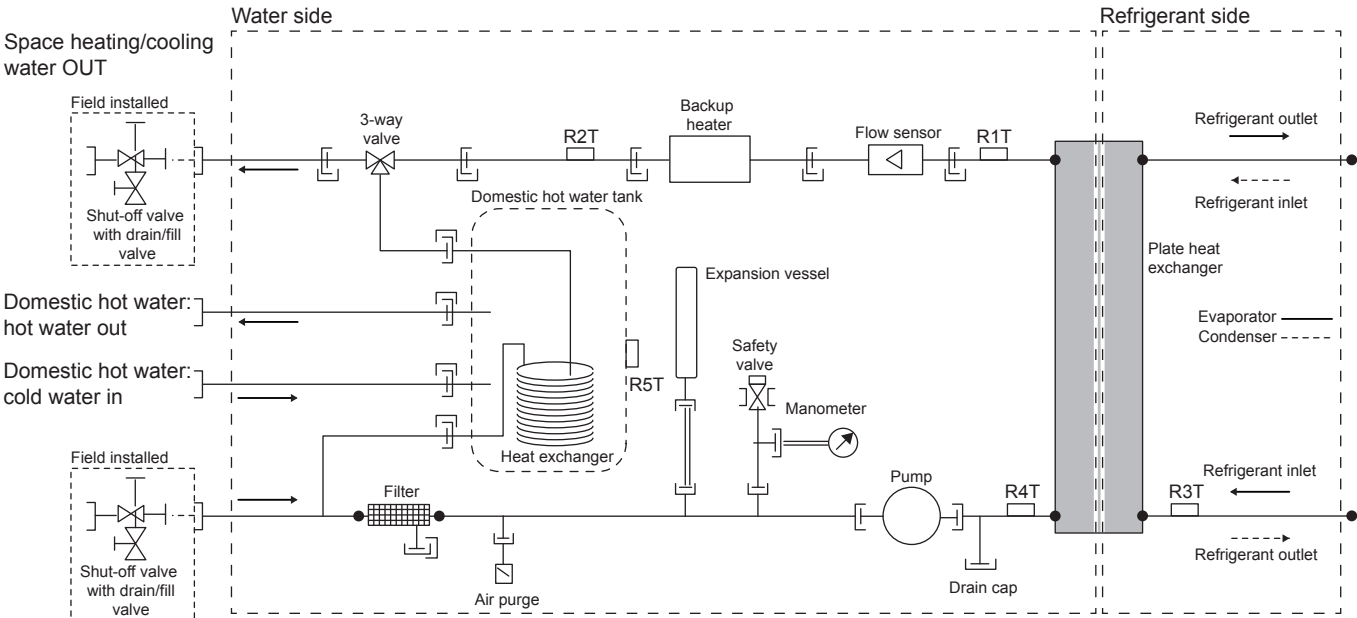 Water side
Refrigerant side
Space heating/cooling
water OUT
Field installed
3-way
valve
R2T
Backup
heater
Flow sensor
R1T
Refrigerant outlet
Refrigerant inlet
Shut-off valve
with drain/fill
valve
Domestic hot water tank
Plate heat
exchanger
Expansion vessel
Domestic hot water:
hot water out
Evaporator
Condenser
Safety
valve
R5T
Domestic hot water:
cold water in
Manometer
Heat exchanger
Field installed
Filter
Pump
R4T
R3T
Refrigerant inlet
Refrigerant outlet
Shut-off valve
with drain/fill
valve
Air purge
Drain cap